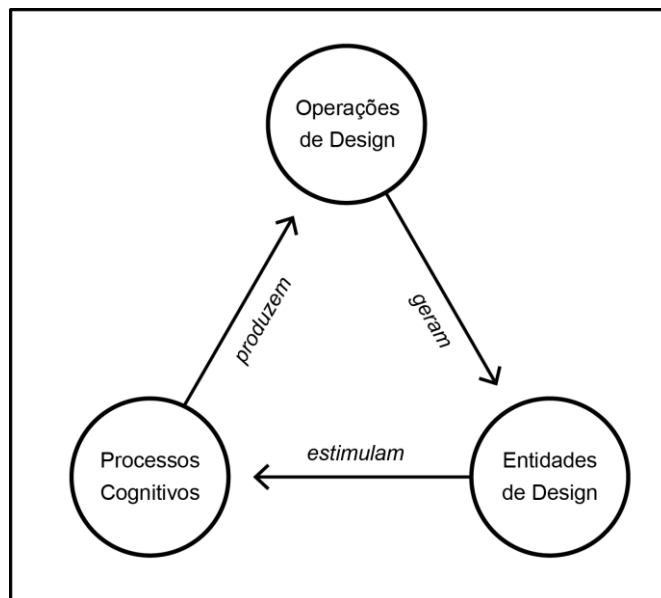 Operações
de Design
produzem
geram
estimulam
Processos
Cognitivos
Entidades
de Design